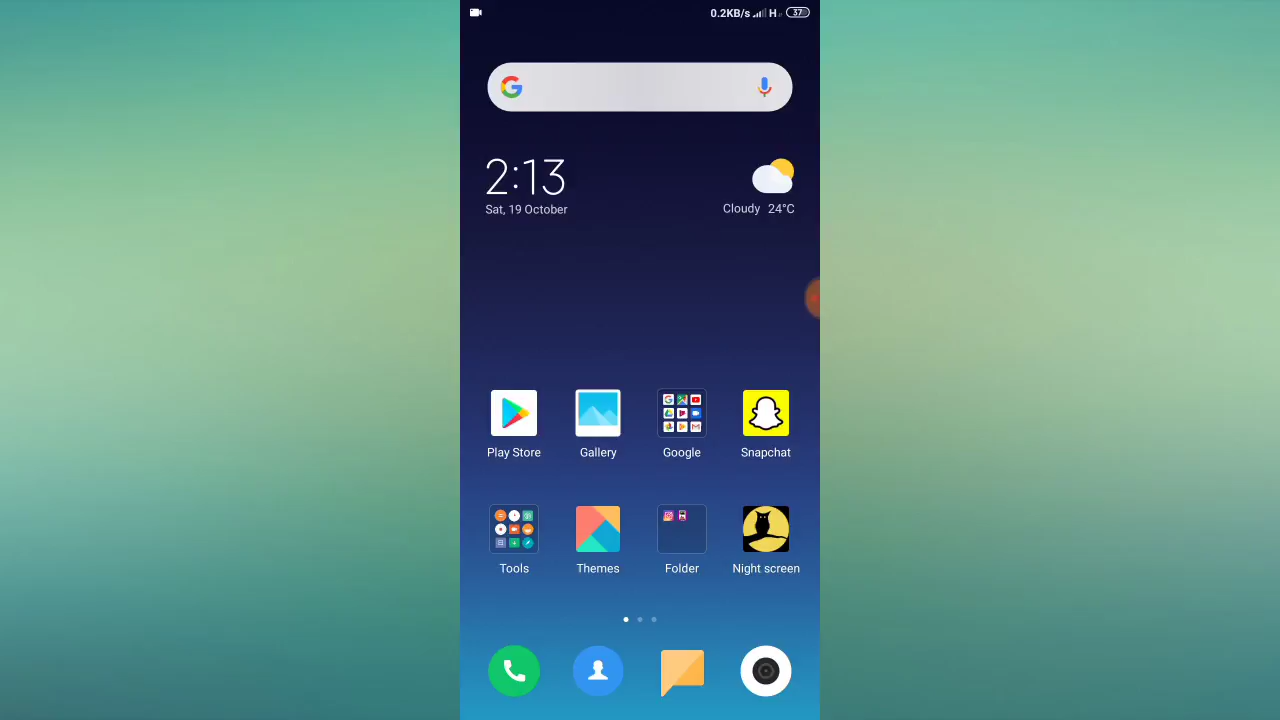 0.2KB/s H 37
2:13
Sat, 19 October
Cloudy 24°C
Play Store Gallery Google Snapchat
Tools Themes Folder Night screen